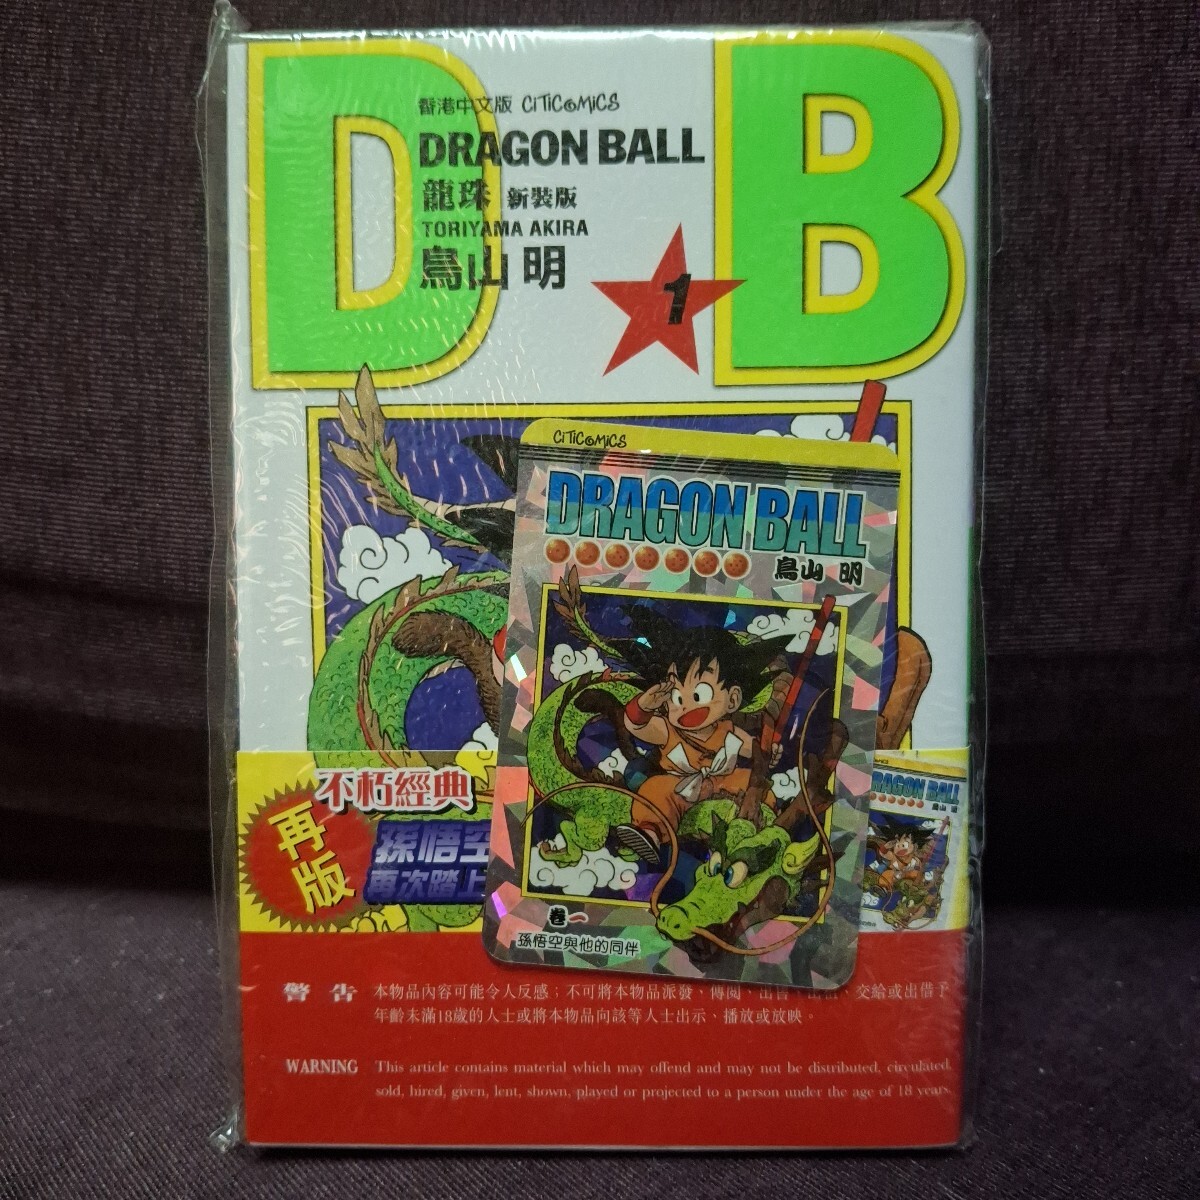 D B
香港中文版 CITICOMICS
DRAGON BALL
龍珠 新裝版
TORIYAMA AKIRA
鳥山明
1
CITICOMICS
DRAGON BALL
鳥山 明
卷一
孫悟空與他的同伴
不朽經典
再版
孫悟空
再次踏上
DRAGON BALL
警告 本物品內容可能令人反感；不可將本物品派發、傳閱、出售、出租、交給或出借予
年齡未滿18歲的人士或將本物品向該等人士出示、播放或放映。
WARNING This article contains material which may offend and may not be distributed, circulated,
sold, hired, given, lent, shown, played or projected to a person under the age of 18 years.